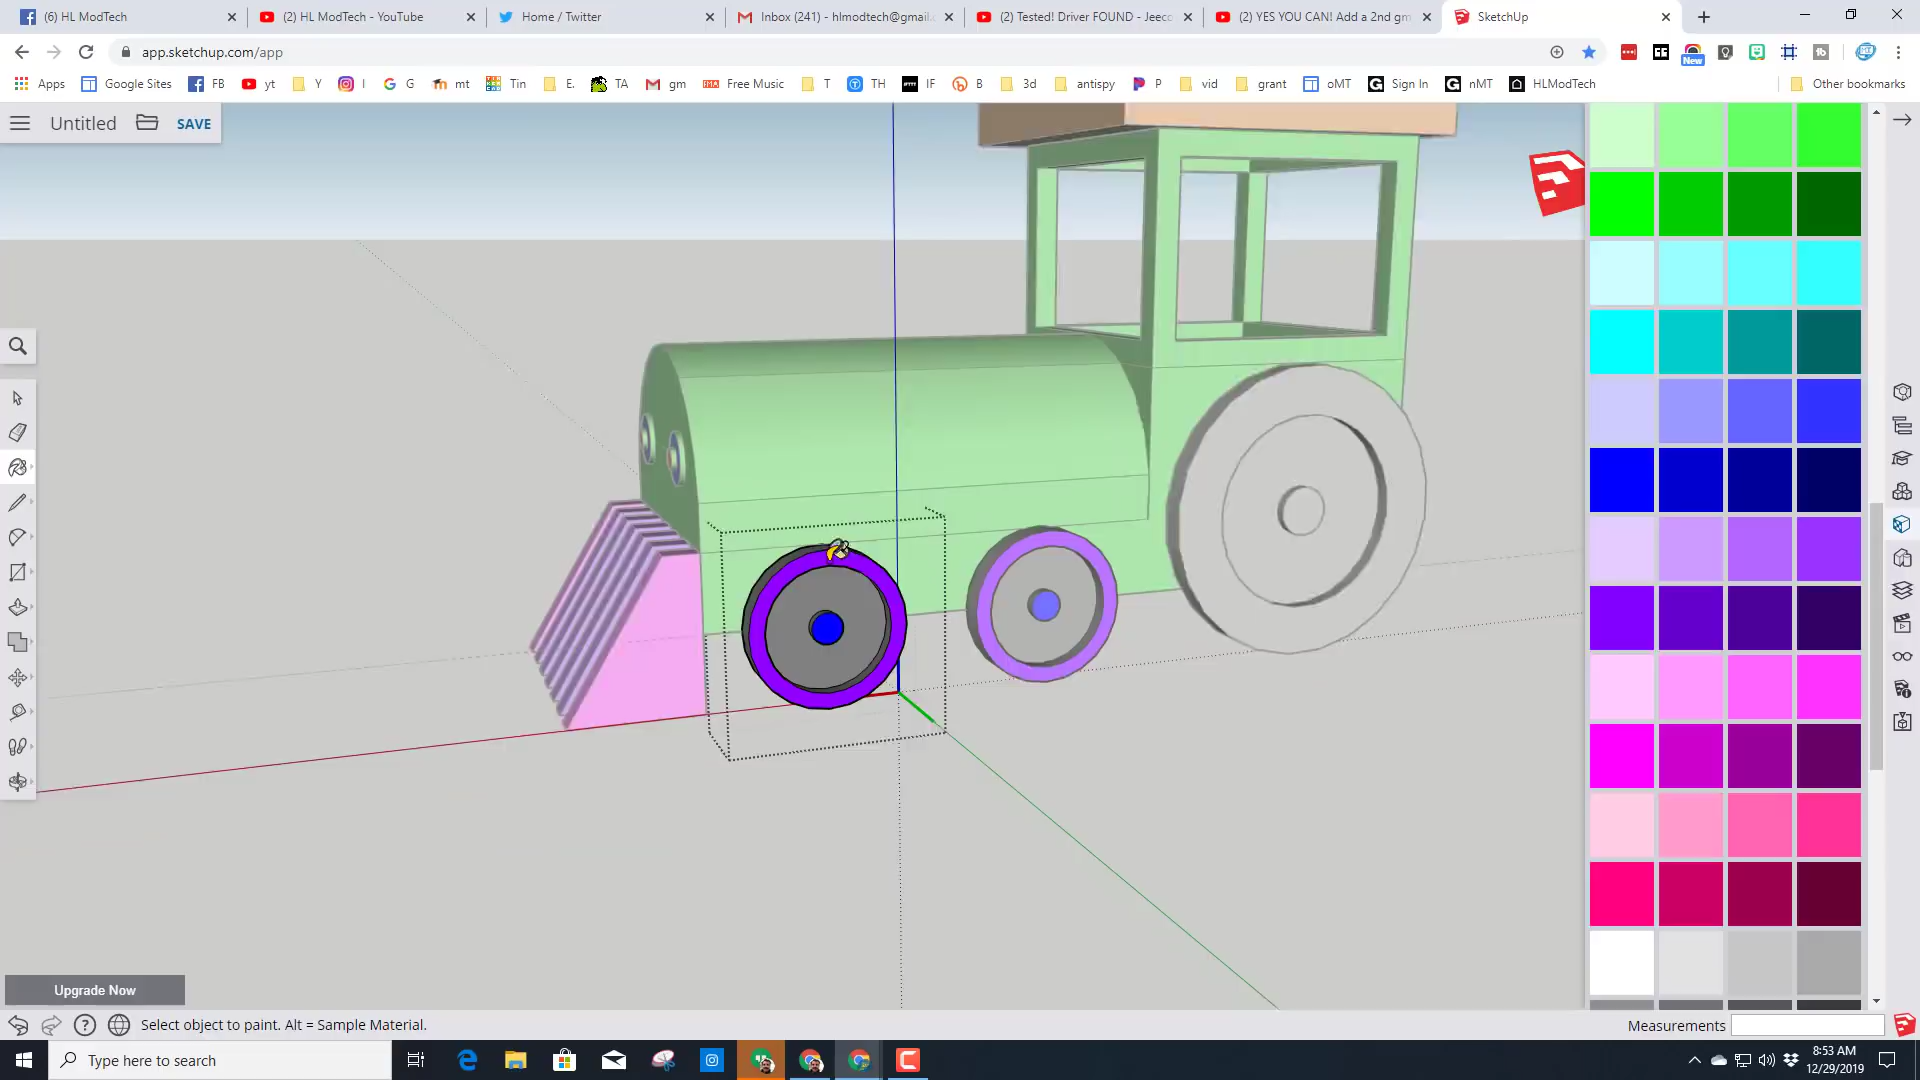 (6) HL ModTech
(2) HL ModTech - YouTube
Home / Twitter
Inbox (241) - hlmodtech@gmail.c
(2) Tested! Driver FOUND - Jeeco
(2) YES YOU CAN! Add a 2nd gm
SketchUp
app.sketchup.com/app
New
Apps
Google Sites
FB
yt
Y
I
G
mt
Tin
E.
TA
gm
Free Music
T
TH
IF
B
3d
antispy
P
vid
grant
oMT
Sign In
nMT
HLModTech
Other bookmarks
Untitled
SAVE
Upgrade Now
Select object to paint. Alt = Sample Material.
Measurements
Type here to search
8:53 AM
12/29/2019